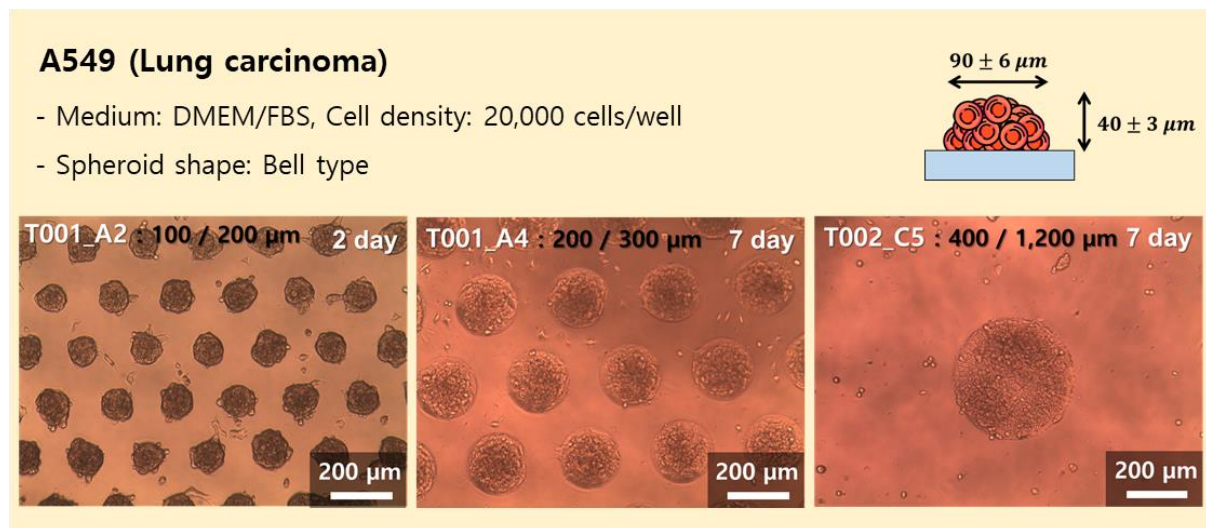 A549 (Lung carcinoma)
- Medium: DMEM/FBS, Cell density: 20,000 cells/well
- Spheroid shape: Bell type
90 ± 6 μm
40 ± 3 μm
T001_A2 : 100 / 200 μm 2 day
200 μm
T001_A4 : 200 / 300 μm 7 day
200 μm
T002_C5 : 400 / 1,200 μm 7 day
200 μm